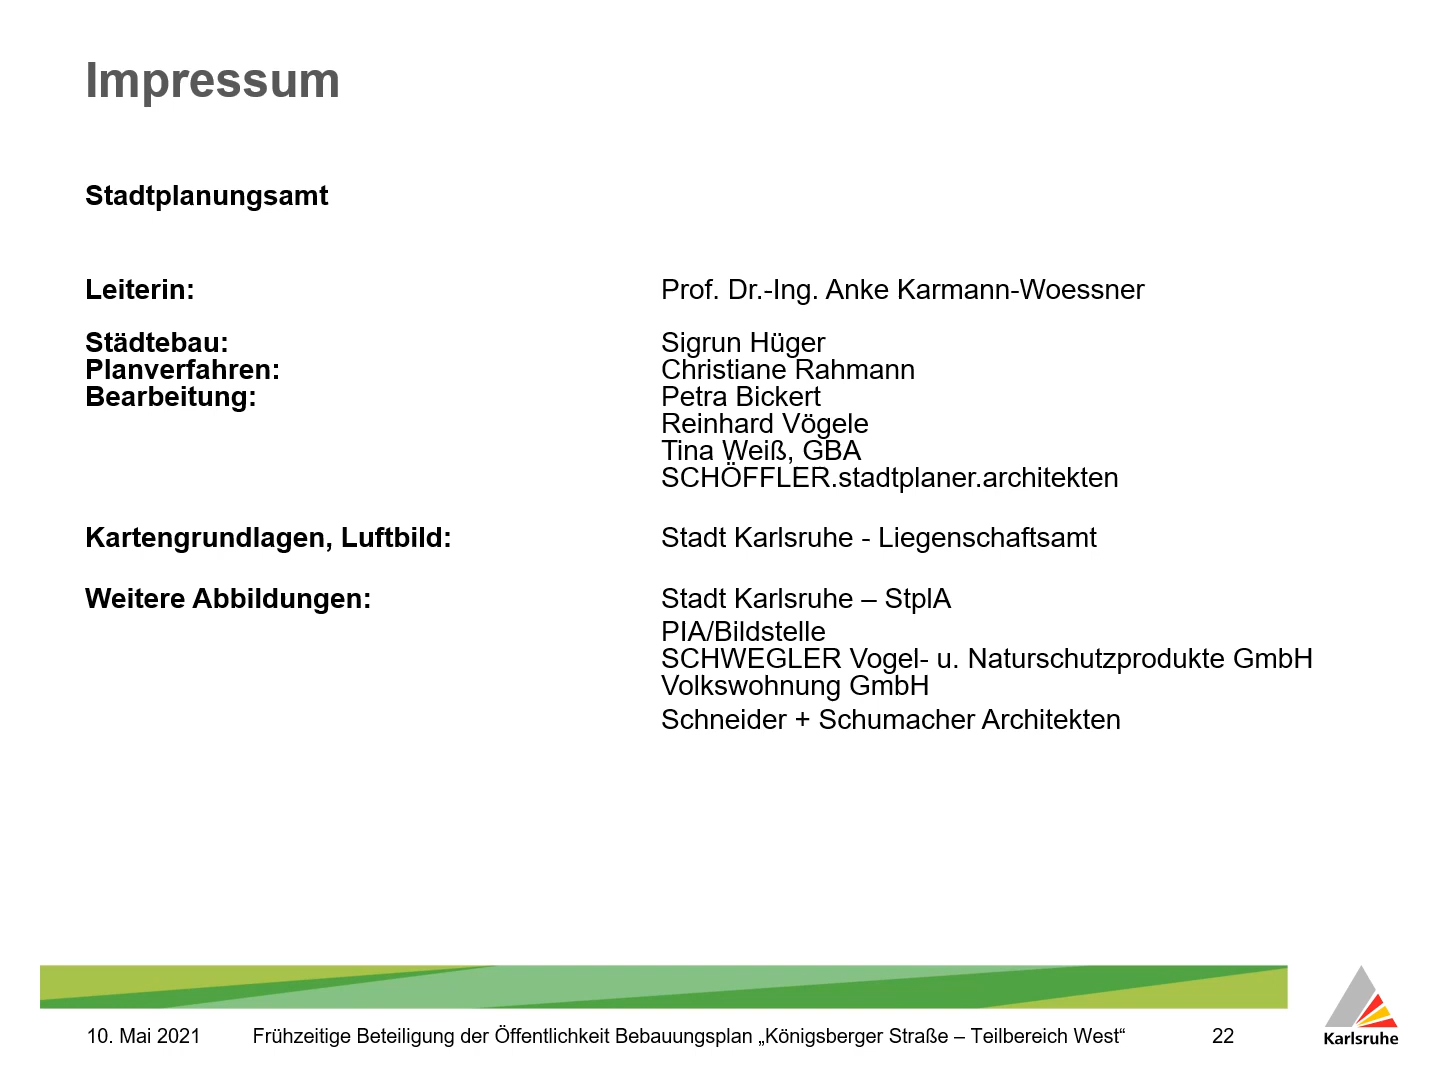 Impressum
Stadtplanungsamt
Leiterin: Prof. Dr.-Ing. Anke Karmann-Woessner
Städtebau: Sigrun Hüger
Planverfahren: Christiane Rahmann
Bearbeitung: Petra Bickert
Reinhard Vögele
Tina Weiß, GBA
SCHÖFFLER.stadtplaner.architekten
Kartengrundlagen, Luftbild: Stadt Karlsruhe - Liegenschaftsamt
Weitere Abbildungen: Stadt Karlsruhe – StplA
PIA/Bildstelle
SCHWEGLER Vogel- u. Naturschutzprodukte GmbH
Volkswohnung GmbH
Schneider + Schumacher Architekten
10. Mai 2021 Frühzeitige Beteiligung der Öffentlichkeit Bebauungsplan „Königsberger Straße – Teilbereich West“ 22
Karlsruhe